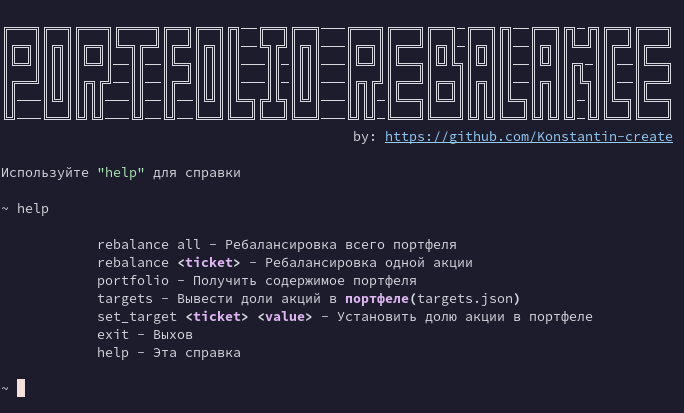 PORTFOLIO REBALANCE
by: https://github.com/Konstantin-create
Используйте "help" для справки
~ help
rebalance all - Ребалансировка всего портфеля
rebalance <ticket> - Ребалансировка одной акции
portfolio - Получить содержимое портфеля
targets - Вывести доли акций в портфеле(targets.json)
set_target <ticket> <value> - Установить долю акции в портфеле
exit - Выхов
help - Эта справка
~